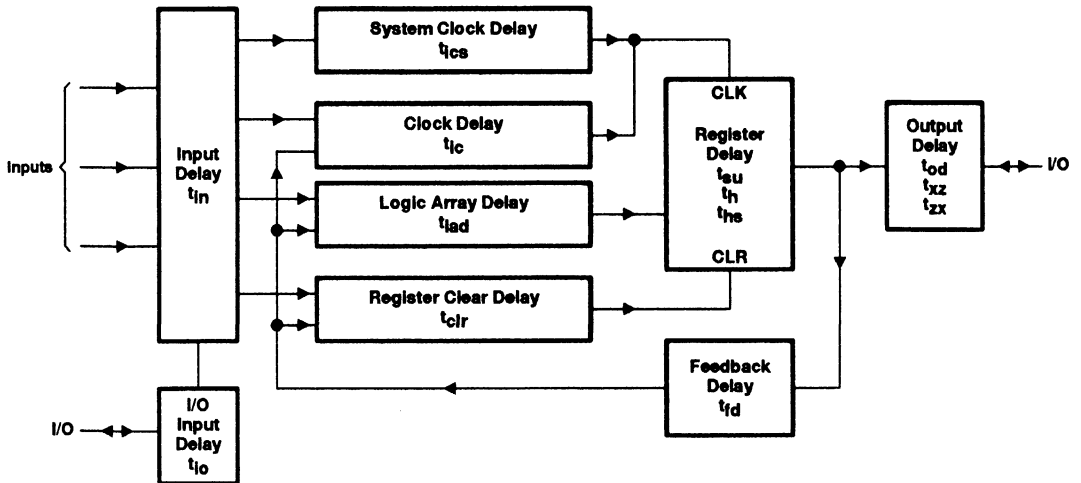 System Clock Delay
tics
Clock Delay
tic
Logic Array Delay
tlad
Register Clear Delay
tclr
Inputs
Input
Delay
tin
I/O
I/O
Input
Delay
tio
CLK
Register
Delay
tsu
th
ths
CLR
Output
Delay
tod
txz
tzx
I/O
Feedback
Delay
tfd